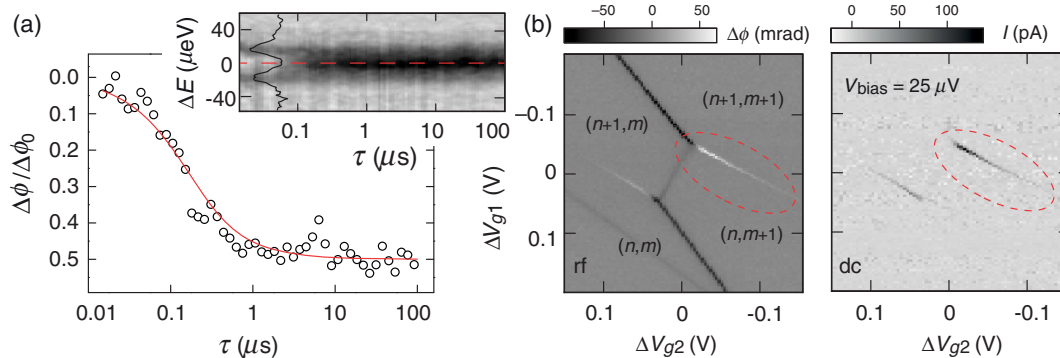 (a)
ΔE (μeV)
40
0
-40
0.1
1
10
100
τ (μs)
Δϕ/Δϕ0
0.0
0.1
0.2
0.3
0.4
0.5
0.01
0.1
1
10
100
τ (μs)
(b)
-50
0
50
Δϕ (mrad)
0
100
I (pA)
ΔVg1 (V)
-0.1
0
0.1
(n+1,m+1)
(n+1,m)
(n,m)
(n,m+1)
rf
0.1
0
-0.1
ΔVg2 (V)
Vbias = 25 μV
dc
0.1
0
-0.1
ΔVg2 (V)